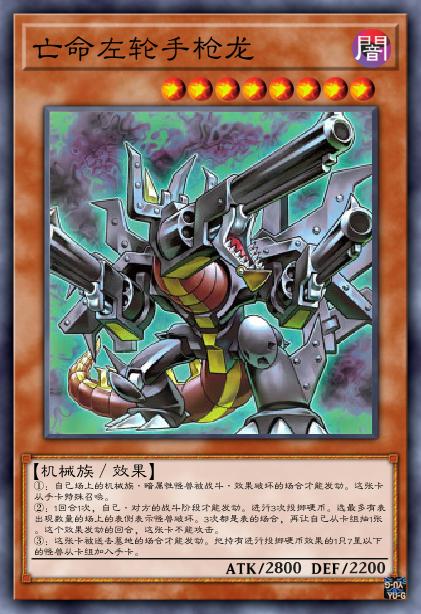 亡命左轮手枪龙
闇
【机械族／效果】
①：自己场上的机械族·暗属性怪兽被战斗·效果破坏的场合才能发动。这张卡
从手卡特殊召唤。
②：1回合1次，自己·对方的战斗阶段才能发动。进行3次投掷硬币。选最多有表
出现数量的场上的表侧表示怪兽破坏。3次都是表的场合，再让自己从卡组抽1张
。这个效果发动的回合，这张卡不能攻击。
③：这张卡被送去墓地的场合才能发动。把持有进行投掷硬币效果的1只7星以下
的怪兽从卡组加入手卡。
ATK/2800 DEF/2200